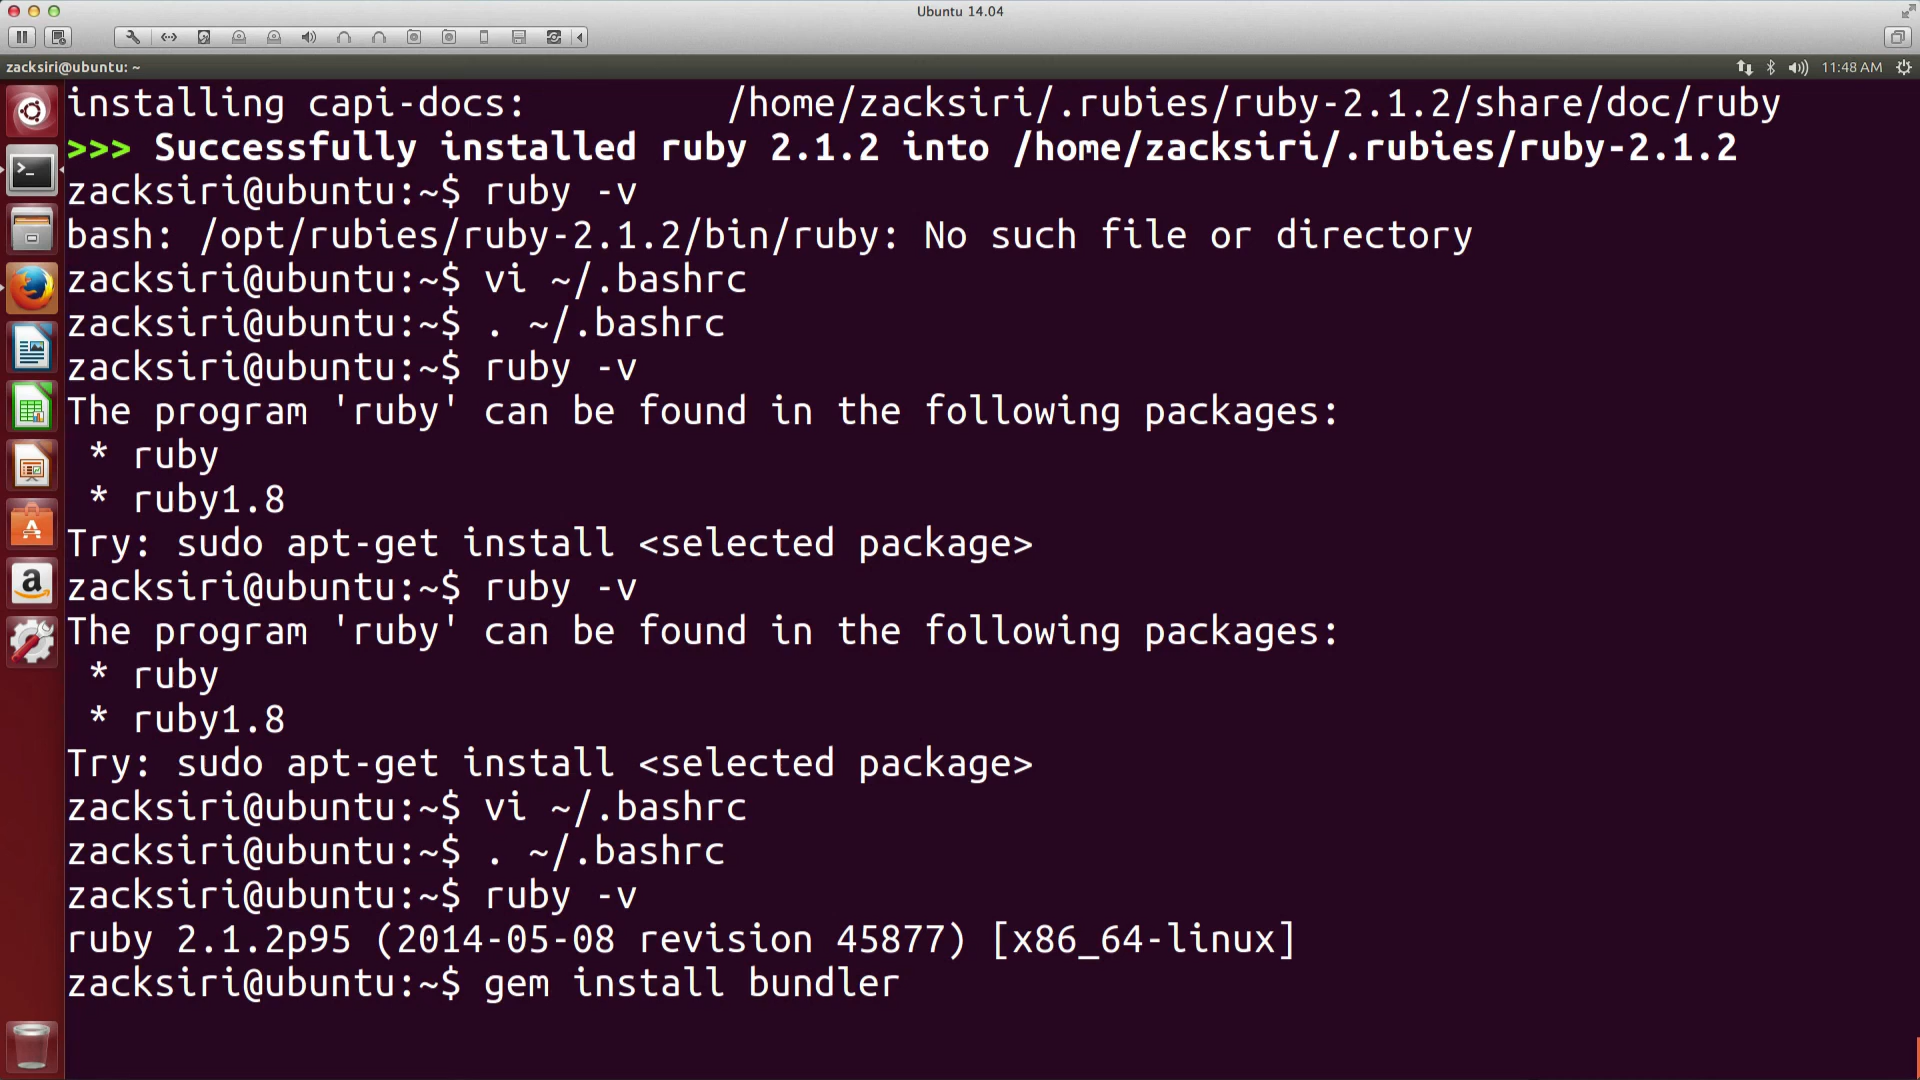 Ubuntu 14.04
zacksiri@ubuntu: ~
11:48 AM
installing capi-docs: /home/zacksiri/.rubies/ruby-2.1.2/share/doc/ruby
>>> Successfully installed ruby 2.1.2 into /home/zacksiri/.rubies/ruby-2.1.2
zacksiri@ubuntu:~$ ruby -v
bash: /opt/rubies/ruby-2.1.2/bin/ruby: No such file or directory
zacksiri@ubuntu:~$ vi ~/.bashrc
zacksiri@ubuntu:~$ . ~/.bashrc
zacksiri@ubuntu:~$ ruby -v
The program 'ruby' can be found in the following packages:
* ruby
* ruby1.8
Try: sudo apt-get install <selected package>
zacksiri@ubuntu:~$ ruby -v
The program 'ruby' can be found in the following packages:
* ruby
* ruby1.8
Try: sudo apt-get install <selected package>
zacksiri@ubuntu:~$ vi ~/.bashrc
zacksiri@ubuntu:~$ . ~/.bashrc
zacksiri@ubuntu:~$ ruby -v
ruby 2.1.2p95 (2014-05-08 revision 45877) [x86_64-linux]
zacksiri@ubuntu:~$ gem install bundler